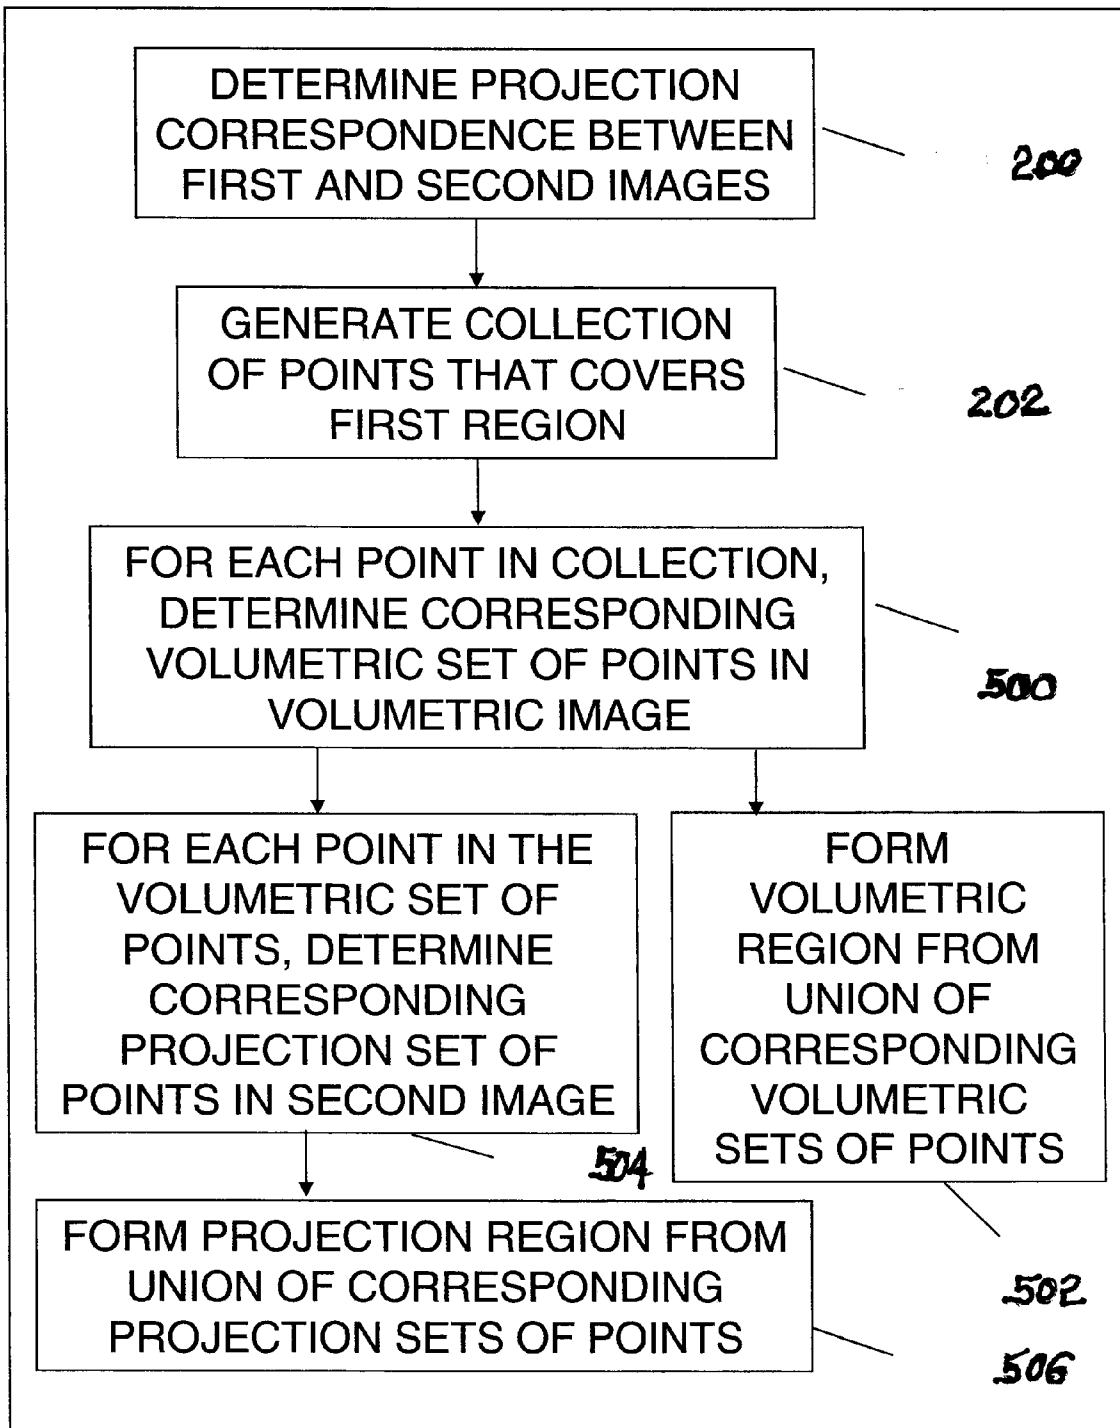 DETERMINE PROJECTION
CORRESPONDENCE BETWEEN
FIRST AND SECOND IMAGES
200
GENERATE COLLECTION
OF POINTS THAT COVERS
FIRST REGION
202
FOR EACH POINT IN COLLECTION,
DETERMINE CORRESPONDING
VOLUMETRIC SET OF POINTS IN
VOLUMETRIC IMAGE
500
FOR EACH POINT IN THE
VOLUMETRIC SET OF
POINTS, DETERMINE
CORRESPONDING
PROJECTION SET OF
POINTS IN SECOND IMAGE
504
FORM
VOLUMETRIC
REGION FROM
UNION OF
CORRESPONDING
VOLUMETRIC
SETS OF POINTS
502
FORM PROJECTION REGION FROM
UNION OF CORRESPONDING
PROJECTION SETS OF POINTS
506